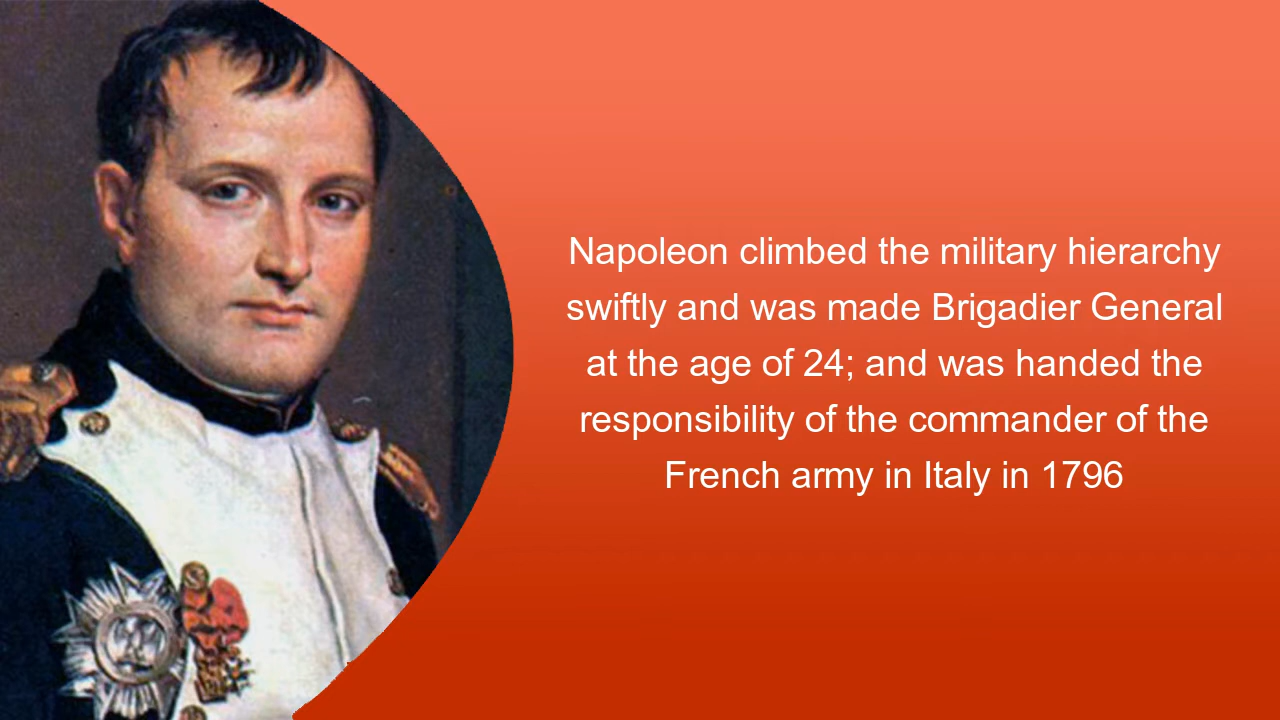 Napoleon climbed the military hierarchy
swiftly and was made Brigadier General
at the age of 24; and was handed the
responsibility of the commander of the
French army in Italy in 1796